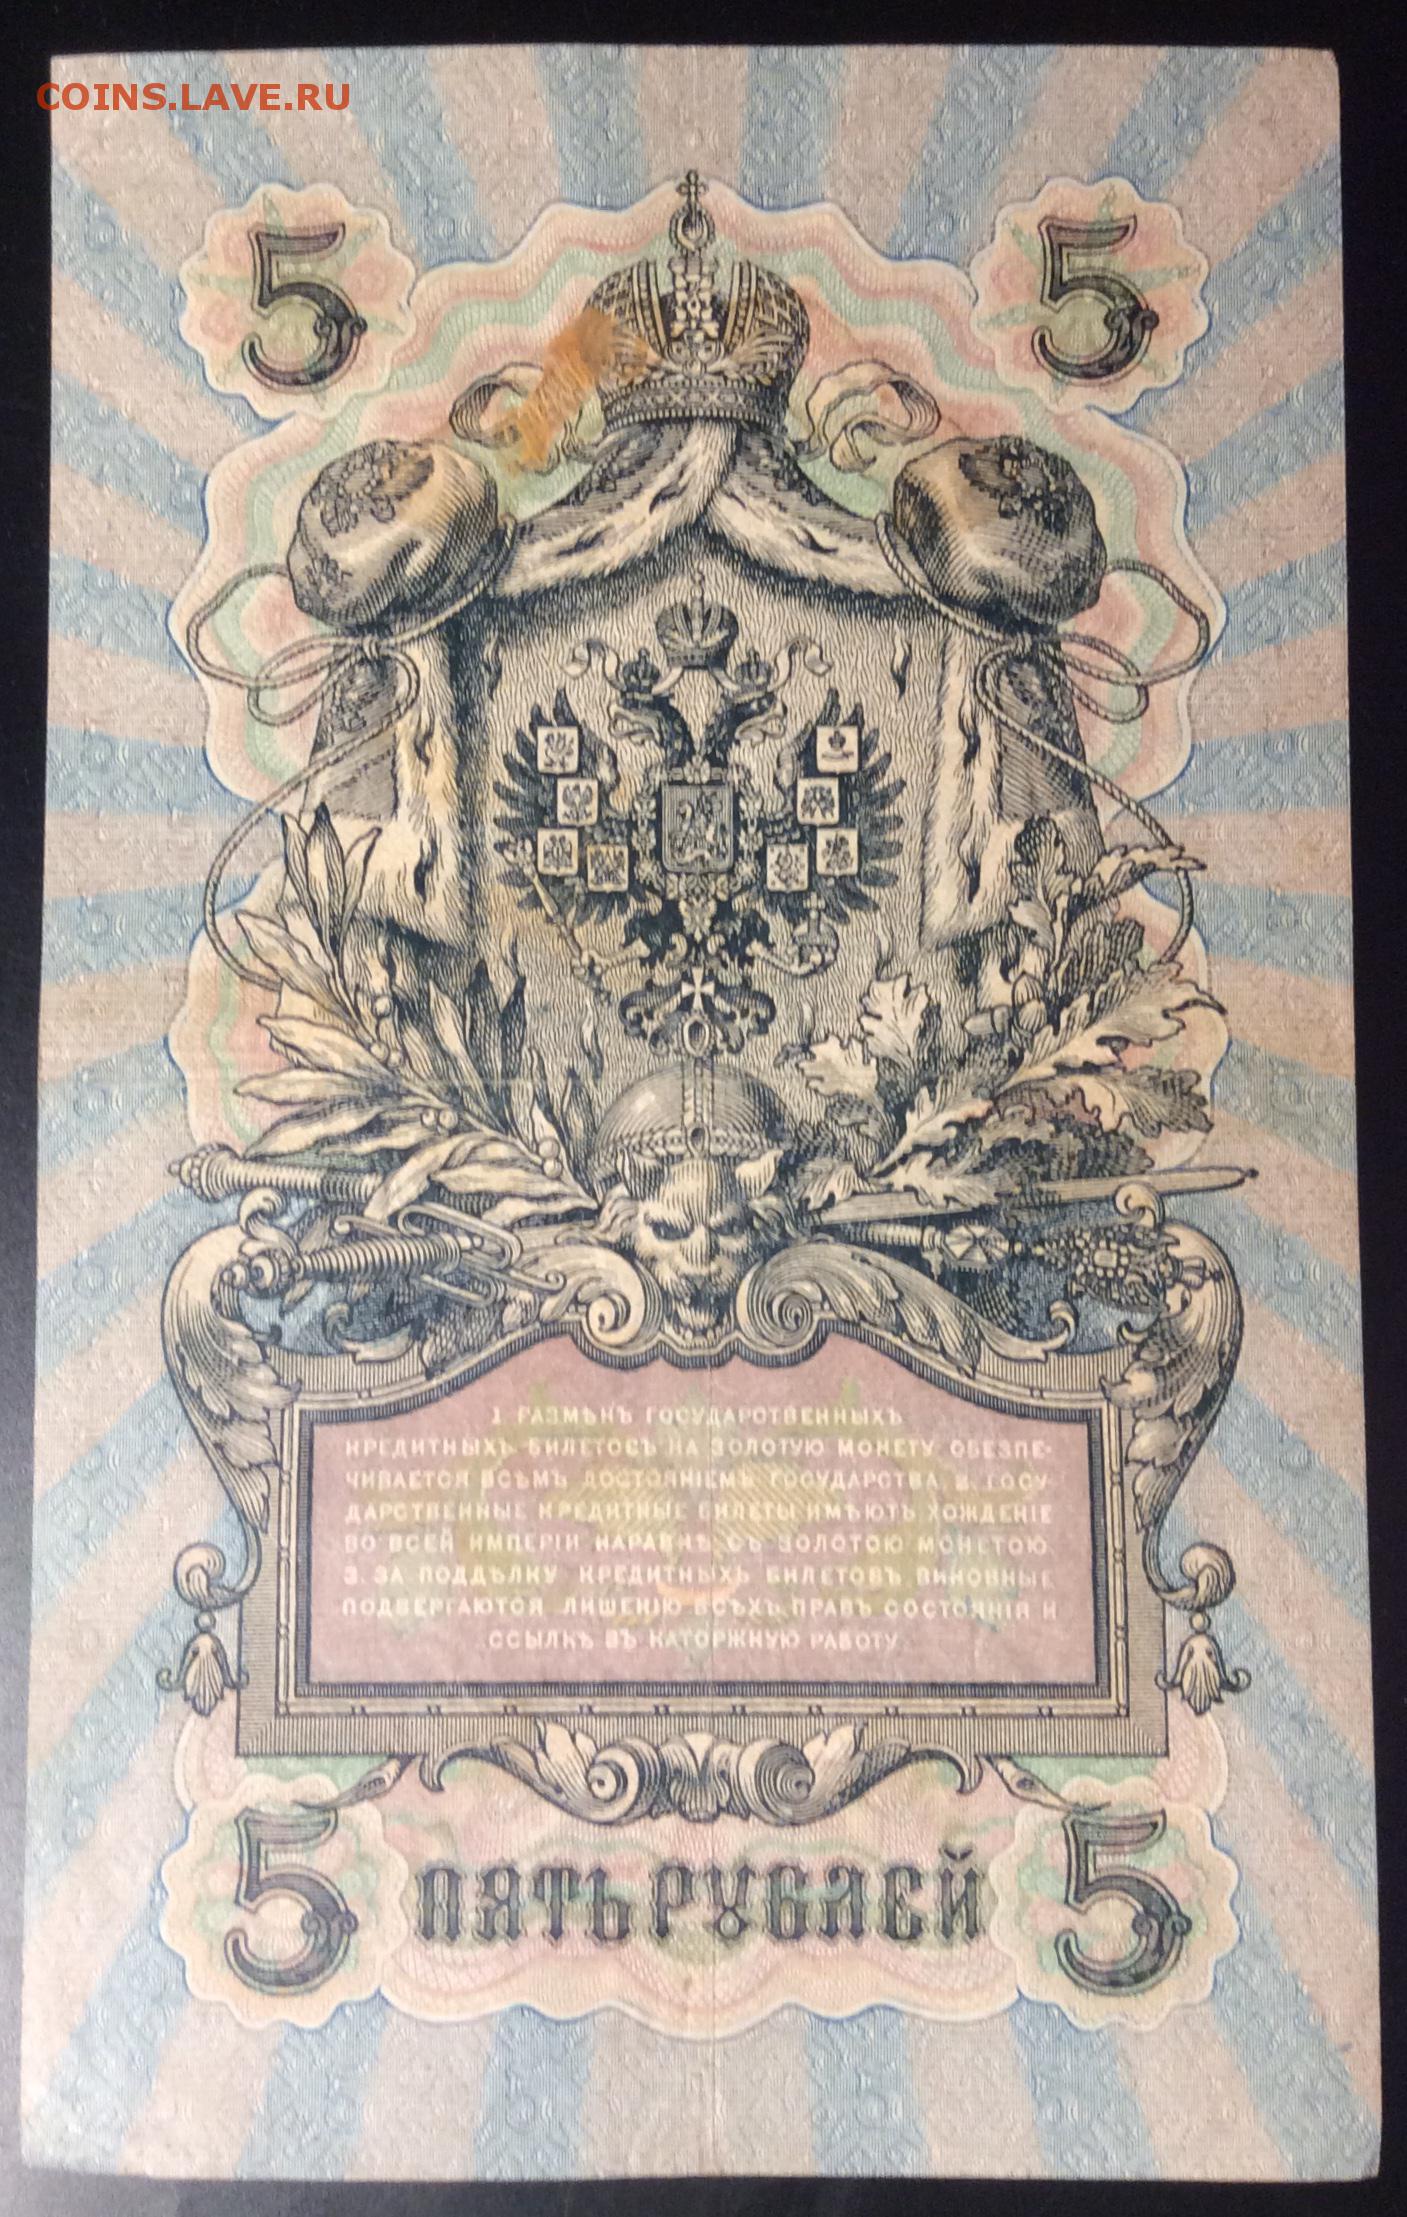 COINS.LAVE.RU
5 5
1. РАЗМѢНЪ ГОСУДАРСТВЕННЫХЪ
КРЕДИТНЫХЪ БИЛЕТОВЪ НА ЗОЛОТУЮ МОНЕТУ ОБЕЗПЕ-
ЧИВАЕТСЯ ВСѢМЪ ДОСТОЯНІЕМЪ ГОСУДАРСТВА. 2. ГОСУ-
ДАРСТВЕННЫЕ КРЕДИТНЫЕ БИЛЕТЫ ИМѢЮТЪ ХОЖДЕНІЕ
ВО ВСЕЙ ИМПЕРІИ НАРАВНѢ СЪ ЗОЛОТОЮ МОНЕТОЮ.
3. ЗА ПОДДѢЛКУ КРЕДИТНЫХЪ БИЛЕТОВЪ ВИНОВНЫЕ
ПОДВЕРГАЮТСЯ ЛИШЕНІЮ ВСѢХЪ ПРАВЪ СОСТОЯНІЯ И
ССЫЛКѢ ВЪ КАТОРЖНУЮ РАБОТУ.
5 ПЯТЬ РУБЛЕЙ 5